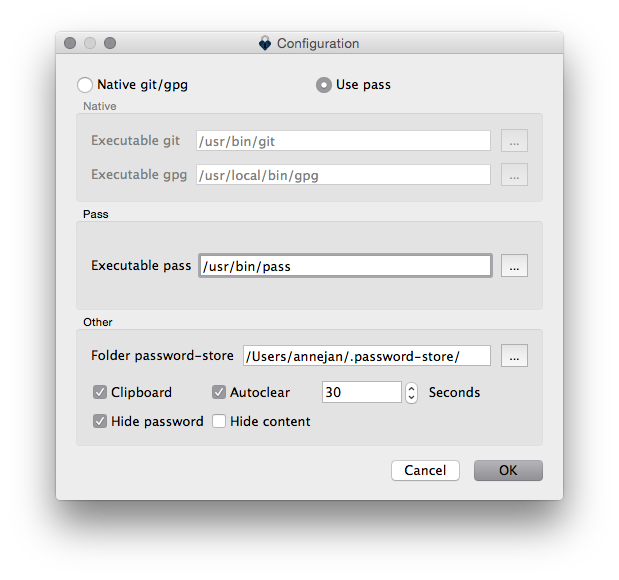 Configuration
Native git/gpg Use pass
Native
Executable git /usr/bin/git ...
Executable gpg /usr/local/bin/gpg ...
Pass
Executable pass /usr/bin/pass ...
Other
Folder password-store /Users/annejan/.password-store/ ...
Clipboard Autoclear 30 Seconds
Hide password Hide content
Cancel OK